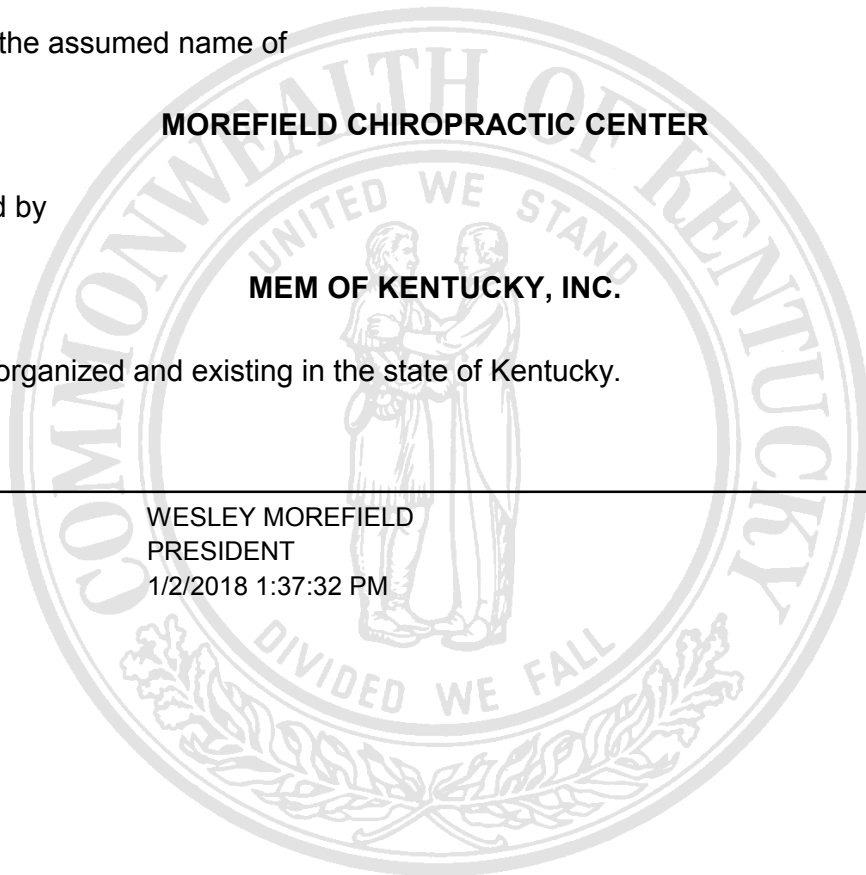 the assumed name of
MOREFIELD CHIROPRACTIC CENTER
d by
MEM OF KENTUCKY, INC.
organized and existing in the state of Kentucky.
WESLEY MOREFIELD
PRESIDENT
1/2/2018 1:37:32 PM
COMMONWEALTH OF KENTUCKY
UNITED WE STAND
DIVIDED WE FALL